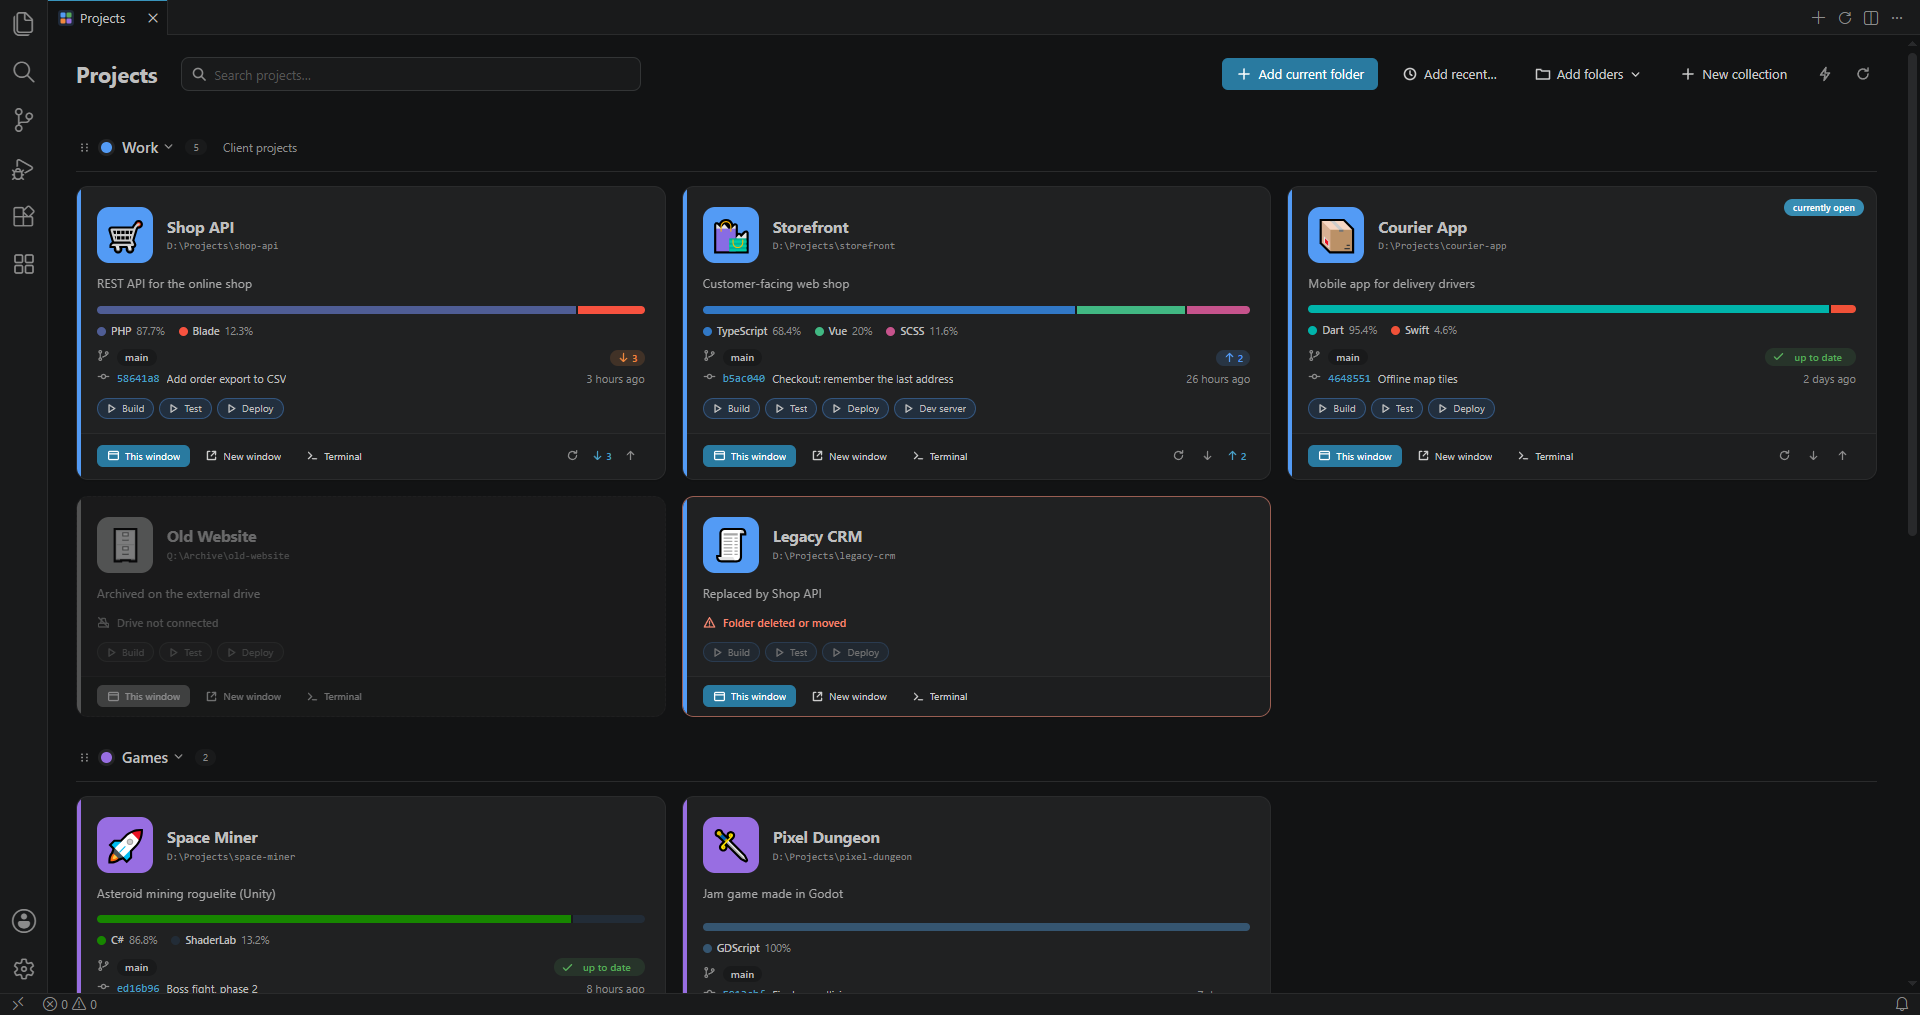 Projects
Projects
Search projects...
Add current folder
Add recent...
Add folders
New collection
Work 5 Client projects
Shop API
D:\Projects\shop-api
REST API for the online shop
PHP 87.7% Blade 12.3%
main 3
58641a8 Add order export to CSV 3 hours ago
Build Test Deploy
This window New window Terminal 3
Storefront
D:\Projects\storefront
Customer-facing web shop
TypeScript 68.4% Vue 20% SCSS 11.6%
main 2
b5ac040 Checkout: remember the last address 26 hours ago
Build Test Deploy Dev server
This window New window Terminal 2
currently open
Courier App
D:\Projects\courier-app
Mobile app for delivery drivers
Dart 95.4% Swift 4.6%
main up to date
4648551 Offline map tiles 2 days ago
Build Test Deploy
This window New window Terminal
Old Website
Q:\Archive\old-website
Archived on the external drive
Drive not connected
Build Test Deploy
This window New window Terminal
Legacy CRM
D:\Projects\legacy-crm
Replaced by Shop API
Folder deleted or moved
Build Test Deploy
This window New window Terminal
Games 2
Space Miner
D:\Projects\space-miner
Asteroid mining roguelite (Unity)
C# 86.8% ShaderLab 13.2%
main up to date
ed16b96 Boss fight, phase 2 8 hours ago
Pixel Dungeon
D:\Projects\pixel-dungeon
Jam game made in Godot
GDScript 100%
main
0 0